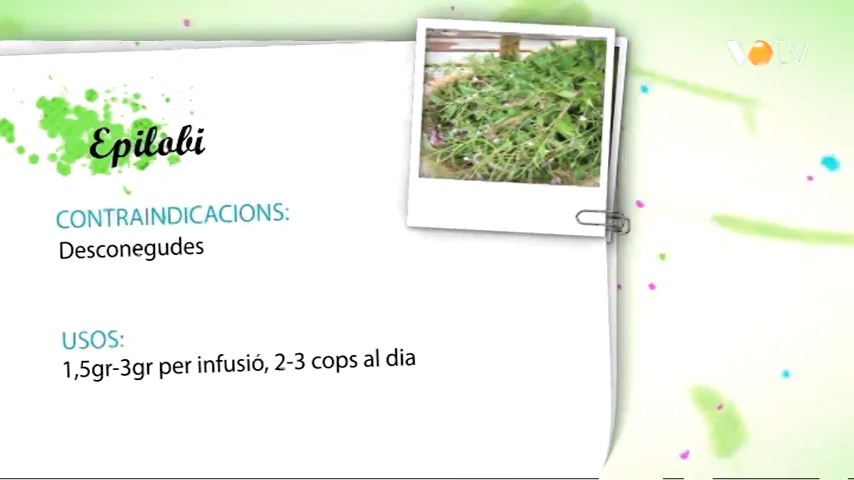 votv
Epilobi
CONTRAINDICACIONS:
Desconegudes
USOS:
1,5gr-3gr per infusió, 2-3 cops al dia